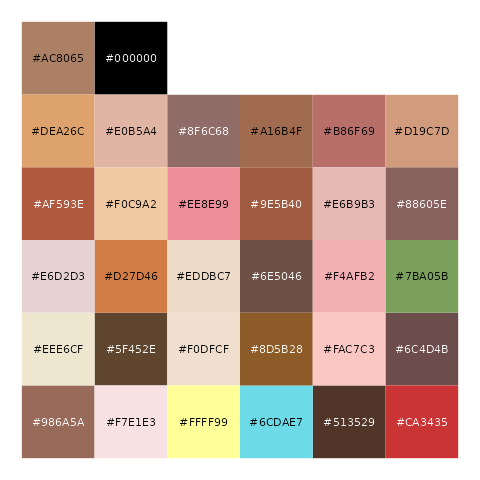 #AC8065 #000000
#DEA26C #E0B5A4 #8F6C68 #A16B4F #B86F69 #D19C7D
#AF593E #F0C9A2 #EE8E99 #9E5B40 #E6B9B3 #88605E
#E6D2D3 #D27D46 #EDDBC7 #6E5046 #F4AFB2 #7BA05B
#EEE6CF #5F452E #F0DFCF #8D5B28 #FAC7C3 #6C4D4B
#986A5A #F7E1E3 #FFFF99 #6CDAE7 #513529 #CA3435